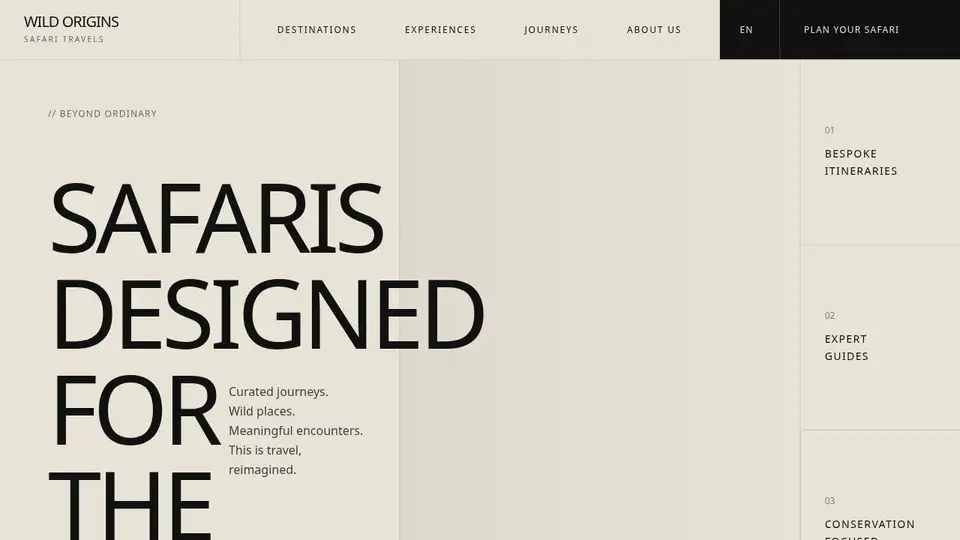 WILD ORIGINS
SAFARI TRAVELS
DESTINATIONS
EXPERIENCES
JOURNEYS
ABOUT US
EN
PLAN YOUR SAFARI
// BEYOND ORDINARY
SAFARIS
DESIGNED
FOR
THE
Curated journeys.
Wild places.
Meaningful encounters.
This is travel,
reimagined.
01
BESPOKE
ITINERARIES
02
EXPERT
GUIDES
03
CONSERVATION
FOCUSED